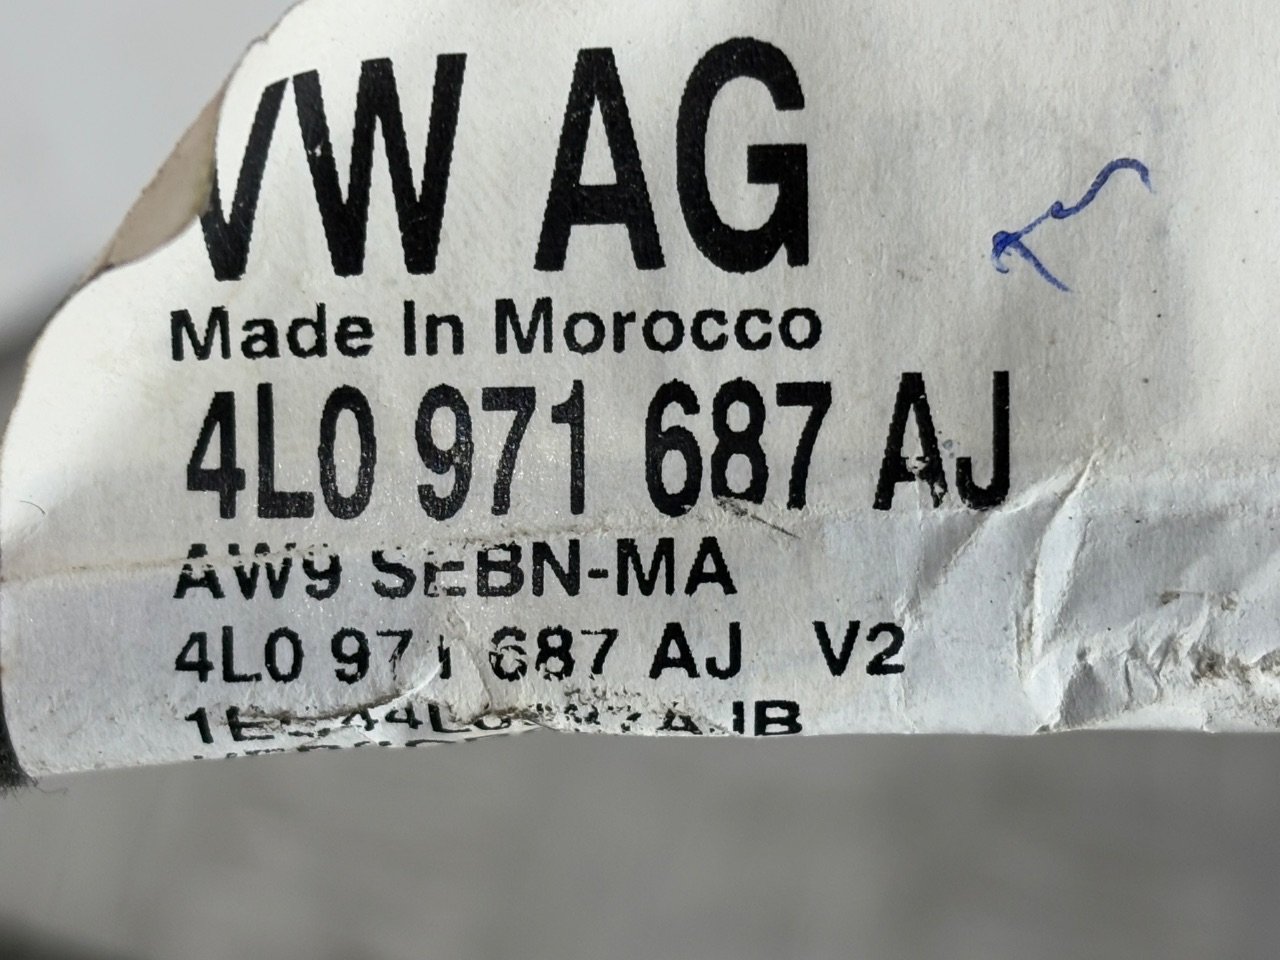 VW AG
Made In Morocco
4L0 971 687 AJ
AW9 SEBN-MA
4L0 971 687 AJ V2